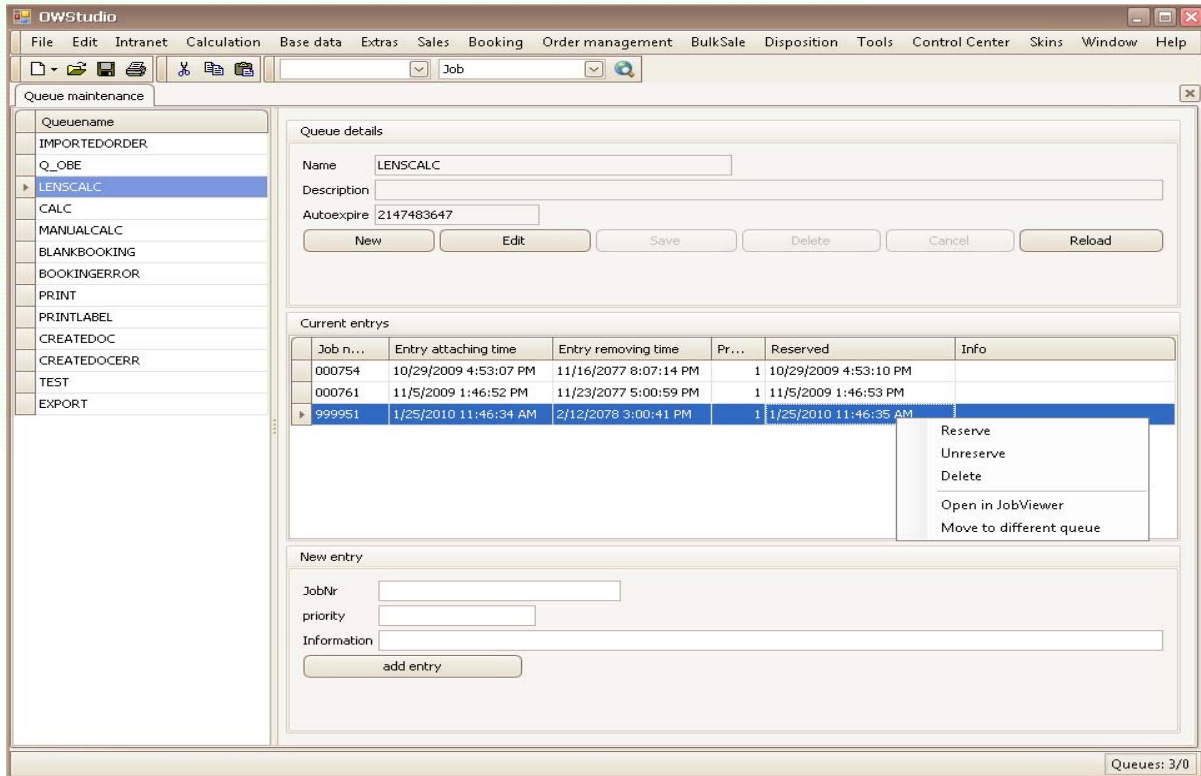 OWStudio
File Edit Intranet Calculation Base data Extras Sales Booking Order management BulkSale Disposition Tools Control Center Skins Window Help
Job
Queue maintenance
Queuename
IMPORTEDORDER
Q_OBE
LENSCALC
CALC
MANUALCALC
BLANKBOOKING
BOOKINGERROR
PRINT
PRINTLABEL
CREATEDOC
CREATEDOCERR
TEST
EXPORT
Queue details
Name LENSCALC
Description
Autoexpire 2147483647
New Edit Save Delete Cancel Reload
Current entrys
Job n... Entry attaching time Entry removing time Pr... Reserved Info
000754 10/29/2009 4:53:07 PM 11/16/2077 8:07:14 PM 1 10/29/2009 4:53:10 PM
000761 11/5/2009 1:46:52 PM 11/23/2077 5:00:59 PM 1 11/5/2009 1:46:53 PM
999951 1/25/2010 11:46:34 AM 2/12/2078 3:00:41 PM 1 1/25/2010 11:46:35 AM
Reserve
Unreserve
Delete
Open in JobViewer
Move to different queue
New entry
JobNr
priority
Information
add entry
Queues: 3/0